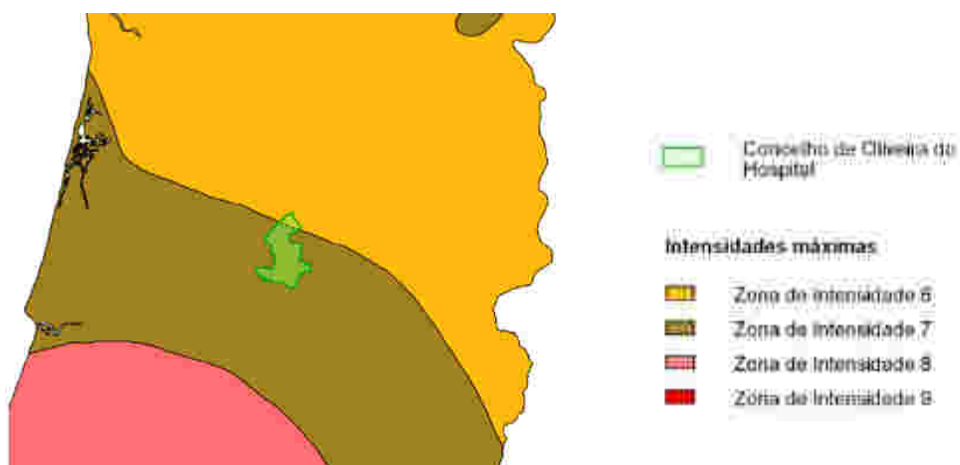 Concelho de Oliveira do
Hospital
Intensidades máximas
Zona de Intensidade 6
Zona de Intensidade 7
Zona de Intensidade 8
Zona de Intensidade 9